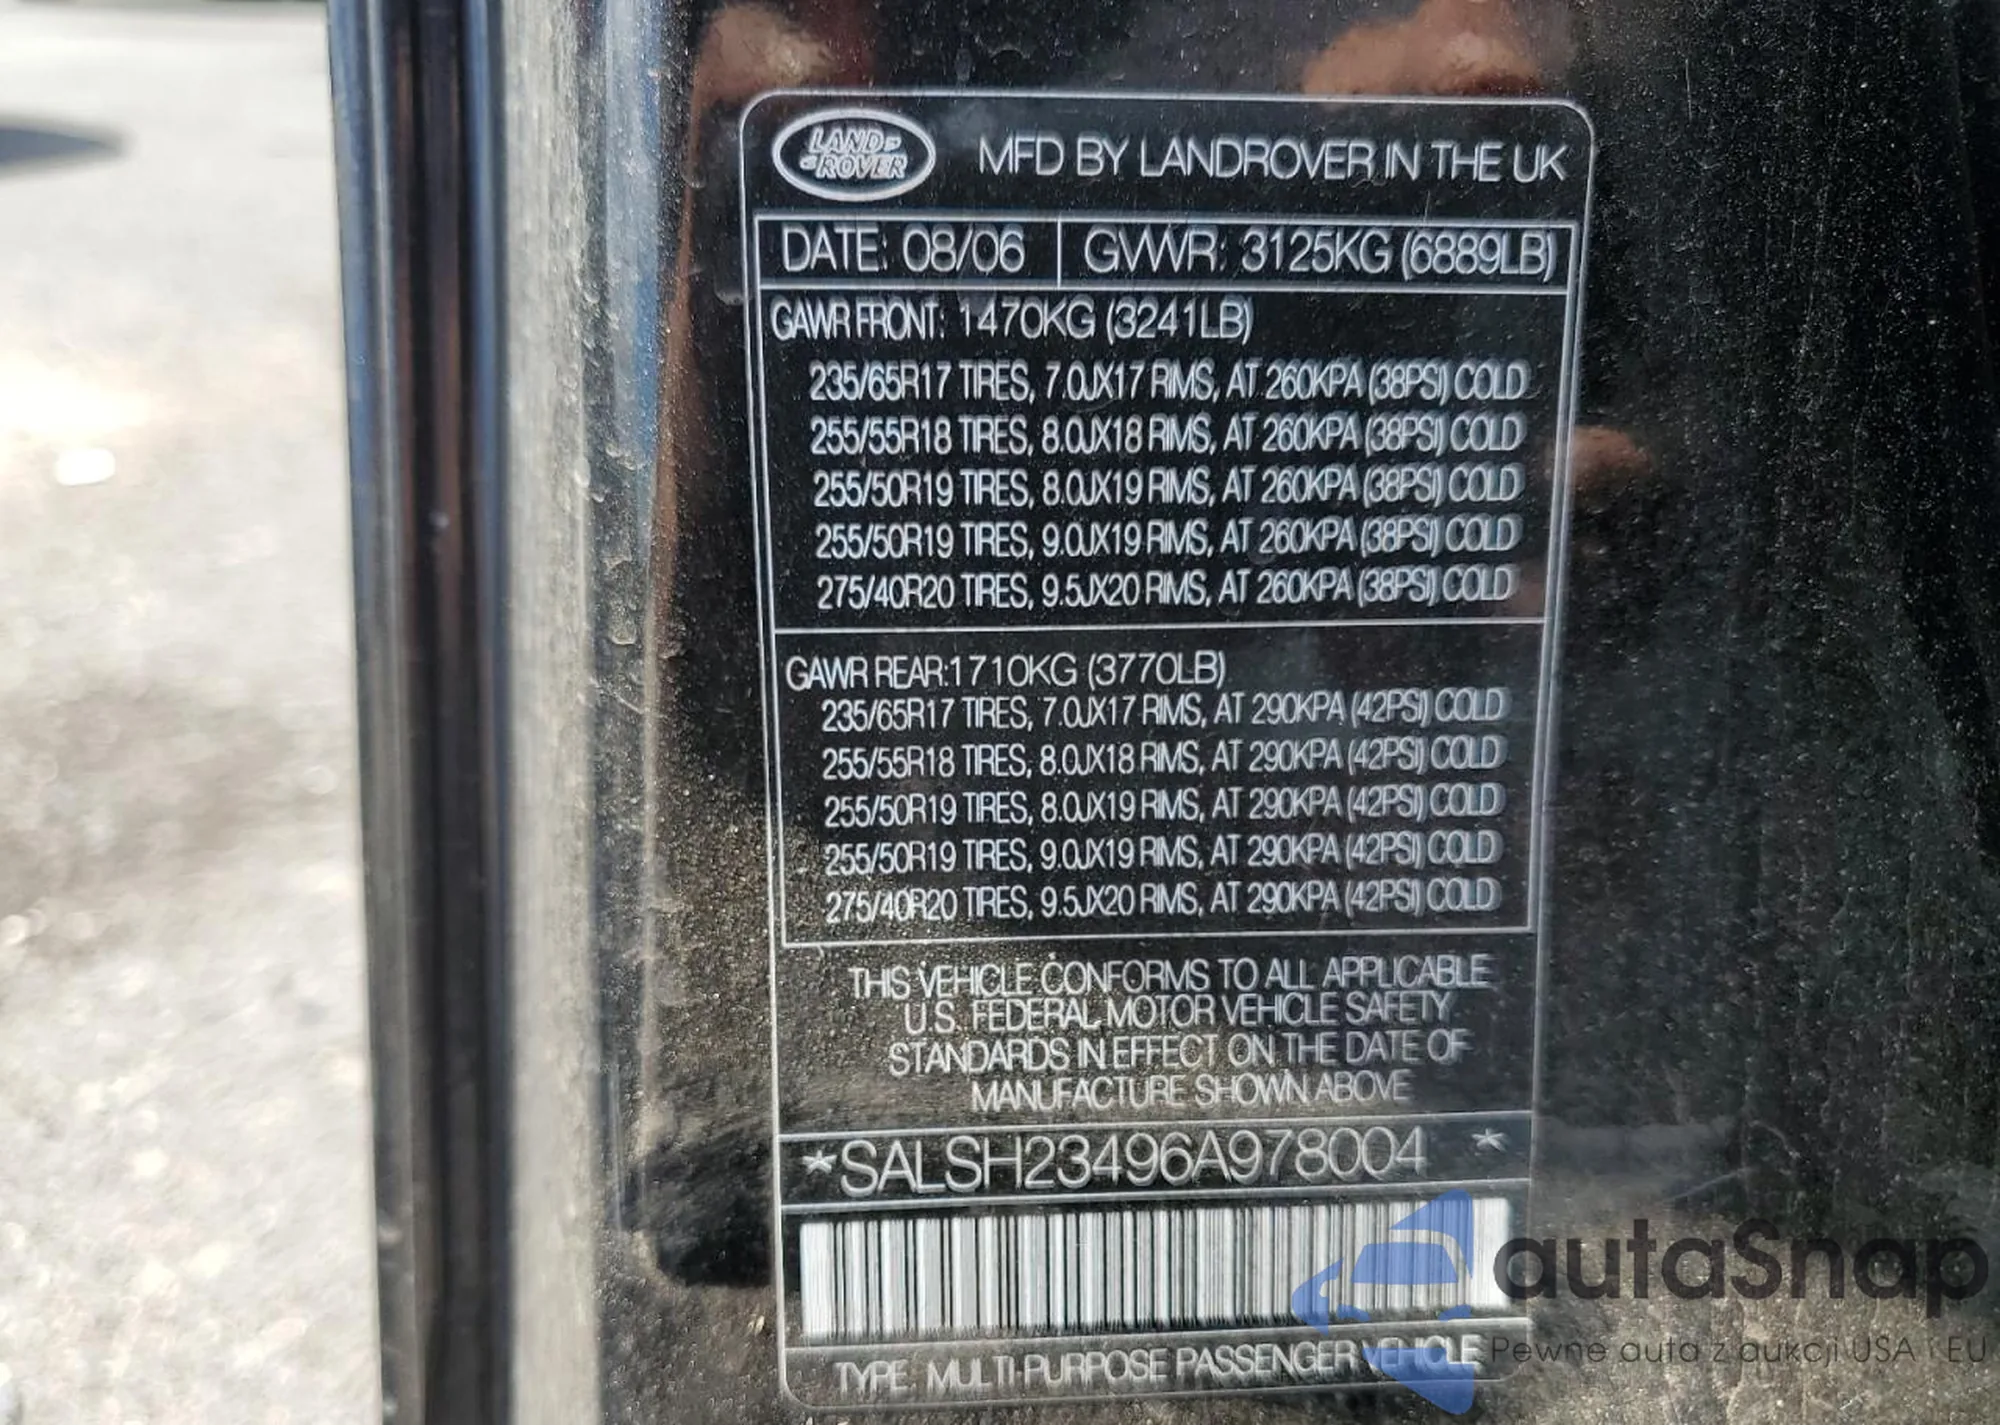 LAND
ROVER
MFD BY LANDROVER IN THE UK
DATE: 08/06 GVWR: 3125KG (6889LB)
GAWR FRONT: 1470KG (3241LB)
235/65R17 TIRES, 7.0JX17 RIMS, AT 260KPA (38PSI) COLD
255/55R18 TIRES, 8.0JX18 RIMS, AT 260KPA (38PSI) COLD
255/50R19 TIRES, 8.0JX19 RIMS, AT 260KPA (38PSI) COLD
255/50R19 TIRES, 9.0JX19 RIMS, AT 260KPA (38PSI) COLD
275/40R20 TIRES, 9.5JX20 RIMS, AT 260KPA (38PSI) COLD
GAWR REAR:1710KG (3770LB)
235/65R17 TIRES, 7.0JX17 RIMS, AT 290KPA (42PSI) COLD
255/55R18 TIRES, 8.0JX18 RIMS, AT 290KPA (42PSI) COLD
255/50R19 TIRES, 8.0JX19 RIMS, AT 290KPA (42PSI) COLD
255/50R19 TIRES, 9.0JX19 RIMS, AT 290KPA (42PSI) COLD
275/40R20 TIRES, 9.5JX20 RIMS, AT 290KPA (42PSI) COLD
THIS VEHICLE CONFORMS TO ALL APPLICABLE
U.S. FEDERAL MOTOR VEHICLE SAFETY
STANDARDS IN EFFECT ON THE DATE OF
MANUFACTURE SHOWN ABOVE
*SALSH23496A978004 *
TYPE: MULTI-PURPOSE PASSENGER VEHICLE
autaSnap
Pewne auta z aukcji USA i EU